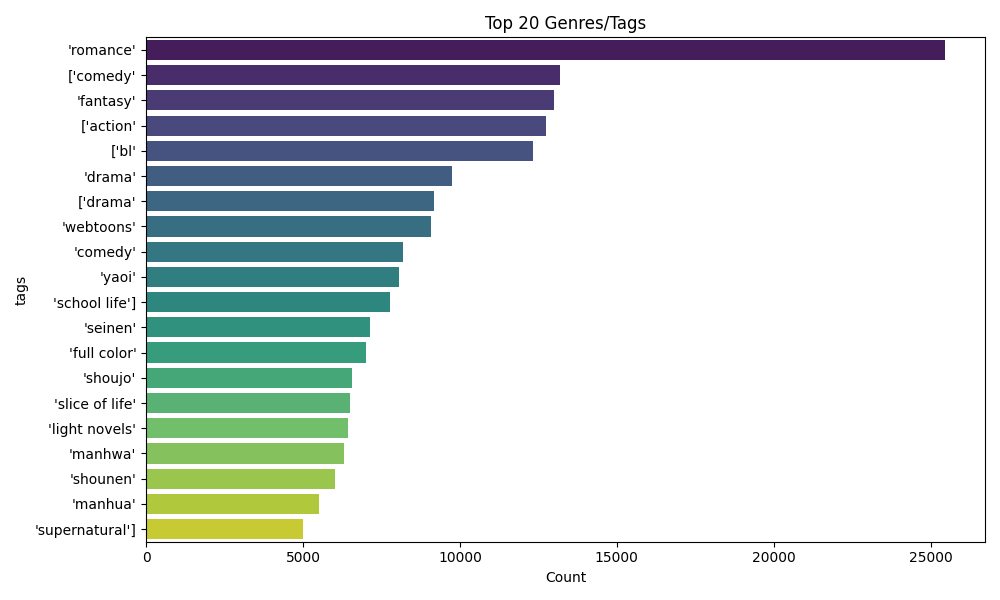 Top 20 Genres/Tags
'romance'
['comedy'
'fantasy'
['action'
['bl'
'drama'
['drama'
'webtoons'
'comedy'
'yaoi'
'school life']
'seinen'
'full color'
'shoujo'
'slice of life'
'light novels'
'manhwa'
'shounen'
'manhua'
'supernatural']
tags
0 5000 10000 15000 20000 25000
Count